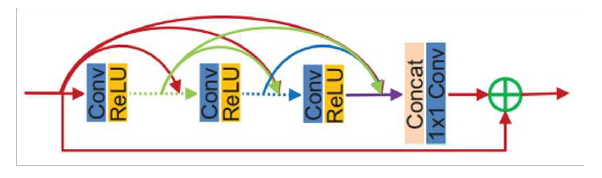 Conv
ReLU
Conv
ReLU
Conv
ReLU
Concat
1x1 Conv